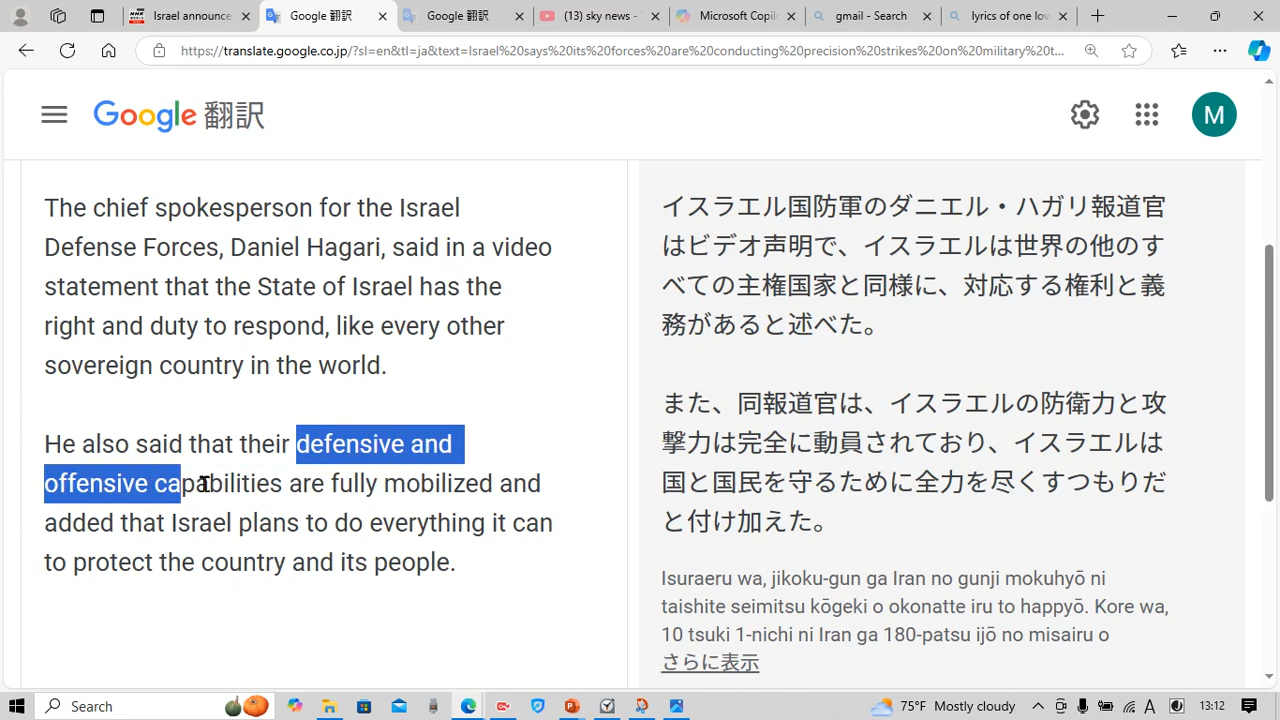 Israel announce
Google 翻訳
Google 翻訳
(129) sky news - 
Microsoft Copil
gmail - Search
lyrics of one lov
https://translate.google.co.jp/?sl=en&tl=ja&text=Israel%20says%20its%20forces%20are%20conducting%20precision%20strikes%20on%20military%20t...
Google 翻訳
M
The chief spokesperson for the Israel
Defense Forces, Daniel Hagari, said in a video
statement that the State of Israel has the
right and duty to respond, like every other
sovereign country in the world.
He also said that their defensive and
offensive capabilities are fully mobilized and
added that Israel plans to do everything it can
to protect the country and its people.
イスラエル国防軍のダニエル・ハガリ報道官
はビデオ声明で、イスラエルは世界の他のす
べての主権国家と同様に、対応する権利と義
務があると述べた。
また、同報道官は、イスラエルの防衛力と攻
撃力は完全に動員されており、イスラエルは
国と国民を守るために全力を尽くすつもりだ
と付け加えた。
Isuraeru wa, jikoku-gun ga Iran no gunji mokuhyō ni
taishite seimitsu kōgeki o okonatte iru to happyō. Kore wa,
10 tsuki 1-nichi ni Iran ga 180-patsu ijō no misairu o
さらに表示
Search
75°F Mostly cloudy
A
13:12